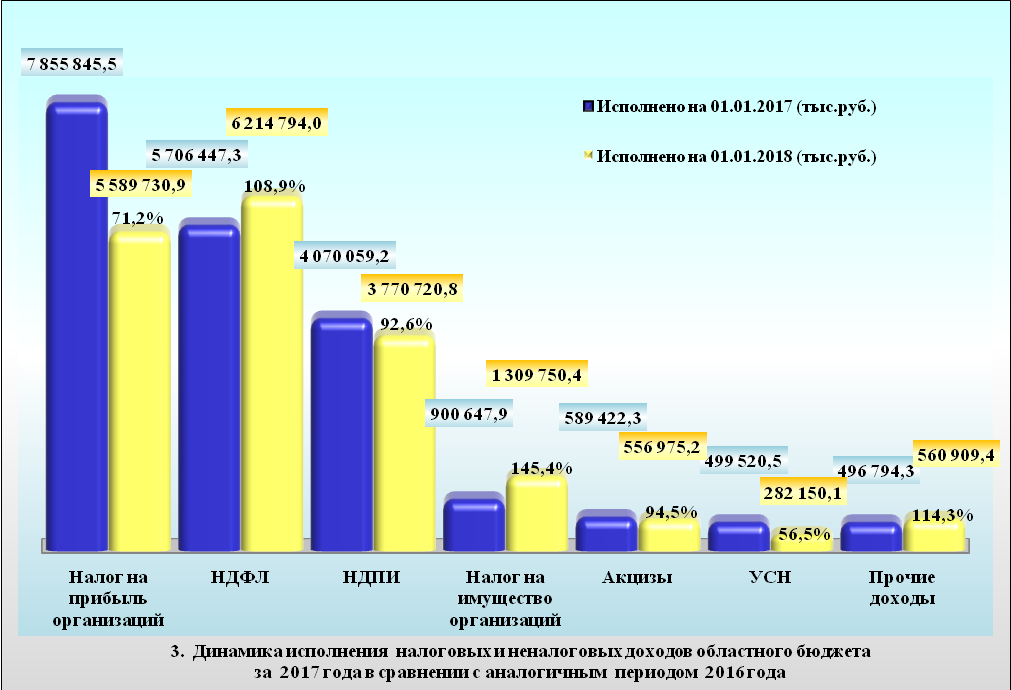 7 855 845,5
Исполнено на 01.01.2017 (тыс.руб.)
6 214 794,0
5 706 447,3
Исполнено на 01.01.2018 (тыс.руб.)
5 589 730,9
108,9%
71,2%
4 070 059,2
3 770 720,8
92,6%
1 309 750,4
900 647,9
589 422,3
556 975,2
560 909,4
499 520,5
496 794,3
145,4%
282 150,1
94,5%
114,3%
56,5%
Налог на
прибыль
организаций
НДФЛ
НДПИ
Налог на
имущество
организаций
Акцизы
УСН
Прочие
доходы
3. Динамика исполнения налоговых и неналоговых доходов областного бюджета
за 2017 года в сравнении с аналогичным периодом 2016 года